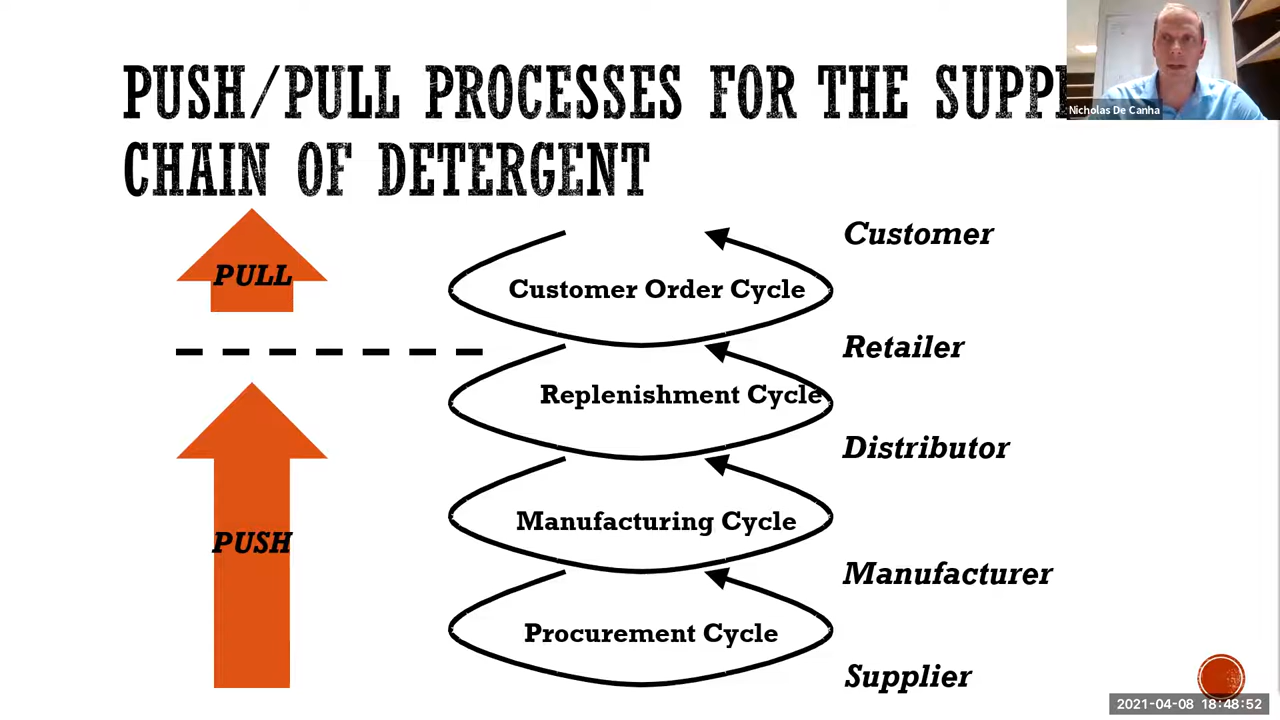 PUSH/PULL PROCESSES FOR THE
CHAIN OF DETERGENT
Nicholas De Canha
PULL
PUSH
Customer
Customer Order Cycle
Retailer
Replenishment Cycle
Distributor
Manufacturing Cycle
Manufacturer
Procurement Cycle
Supplier
2021-04-08 18:48:52